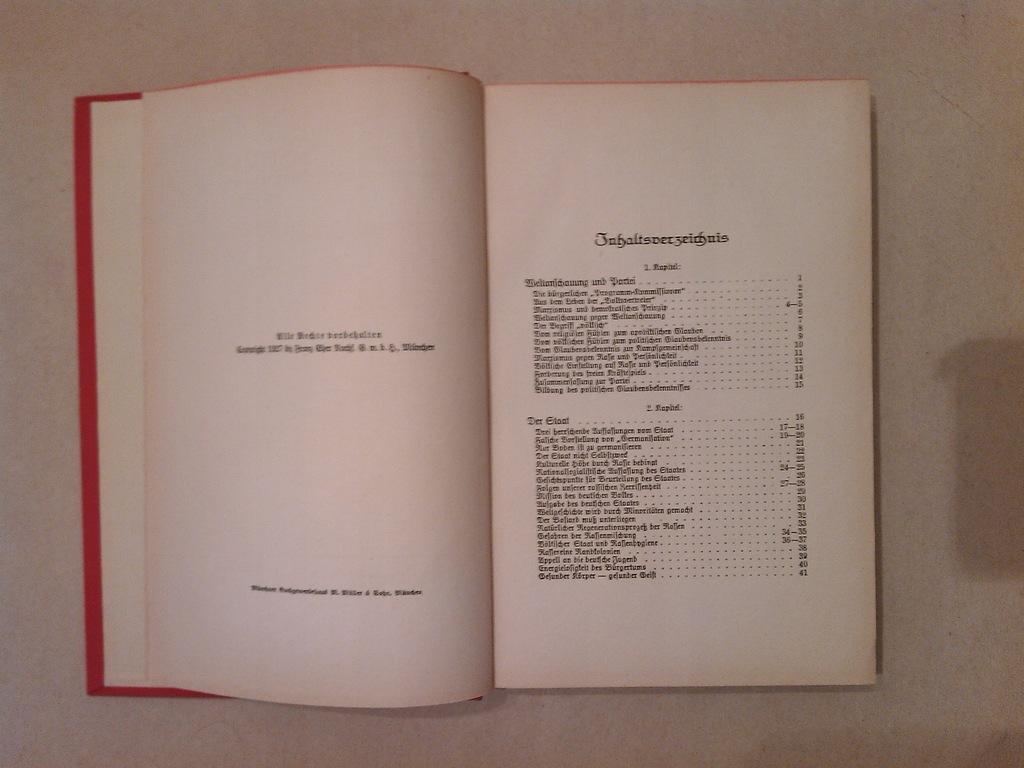 Alle Rechte vorbehalten
Copyright 1927 by Franz Eher Nachf. G. m. b. H., München
Münchner Buchgewerbehaus M. Müller & Sohn, München
Inhaltsverzeichnis
1. Kapitel:
Weltanschauung und Partei 1
Die bürgerlichen „Programm-Kommissionen“ 2
Aus dem Leben der „Volksvertreter“ 3
Marxismus und demokratisches Prinzip 4—5
Weltanschauung gegen Weltanschauung 6
Der Begriff „völkisch“ 7
Vom religiösen Fühlen zum apodiktischen Glauben 8
Vom völkischen Fühlen zum politischen Glaubensbekenntnis 9
Vom Glaubensbekenntnis zur Kampfgemeinschaft 10
Marxismus gegen Rasse und Persönlichkeit 11
Völkische Einstellung auf Rasse und Persönlichkeit 12
Forderung des freien Kräftespiels 13
Zusammenfassung zur Partei 14
Bildung des politischen Glaubensbekenntnisses 15
2. Kapitel:
Der Staat 16
Drei herrschende Auffassungen vom Staat 17—18
Falsche Vorstellung von „Germanisation“ 19—20
Nur Boden ist zu germanisieren 21
Der Staat nicht Selbstzweck 22
Kulturelle Höhe durch Rasse bedingt 23
Nationalsozialistische Auffassung des Staates 24—25
Gesichtspunkte für Beurteilung des Staates 26
Folgen unserer rassischen Zerrissenheit 27—28
Mission des deutschen Volkes 29
Aufgabe des deutschen Staates 30
Weltgeschichte wird durch Minoritäten gemacht 31
Der Bastard muß unterliegen 32
Natürlicher Regenerationsprozeß der Rassen 33
Gefahren der Rassenmischung 34—35
Völkischer Staat und Rassenhygiene 36—37
Rassereine Randkolonien 38
Appell an die deutsche Jugend 39
Energielosigkeit des Bürgertums 40
Gesunder Körper — gesunder Geist 41